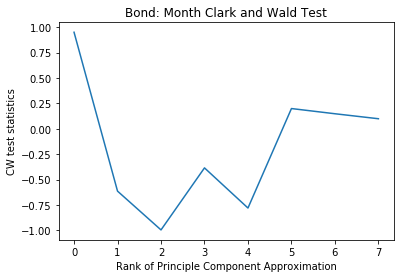 Bond: Month Clark and Wald Test
CW test statistics
1.00
0.75
0.50
0.25
0.00
−0.25
−0.50
−0.75
−1.00
0 1 2 3 4 5 6 7
Rank of Principle Component Approximation